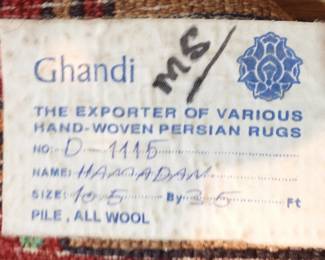 Ghandi
MS/
THE EXPORTER OF VARIOUS
HAND-WOVEN PERSIAN RUGS
NO: D-1115
NAME: HAMADAN
SIZE: 10.5 By 3.5 Ft
PILE, ALL WOOL